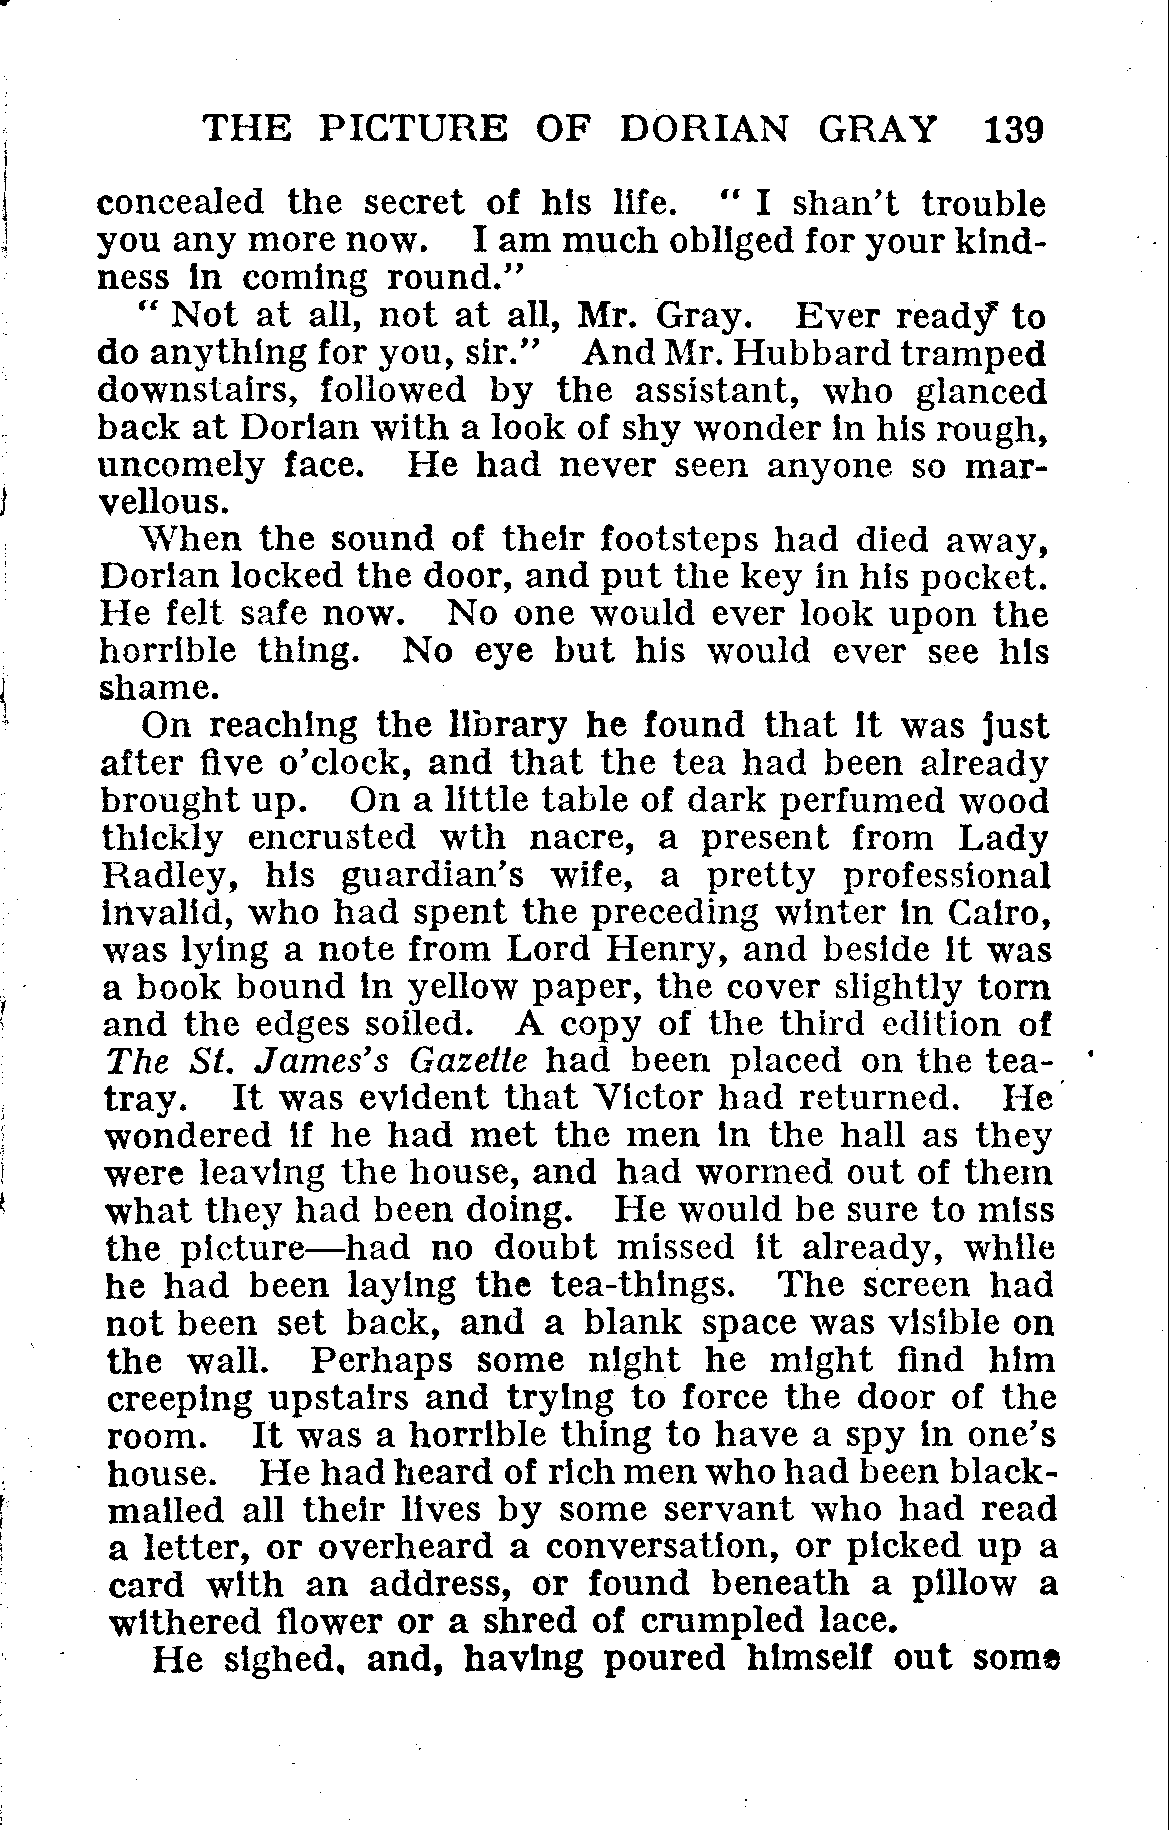 THE PICTURE OF DORIAN GRAY 139
concealed the secret of his life. “ I shan’t trouble
you any more now. I am much obliged for your kind-
ness in coming round.”
“ Not at all, not at all, Mr. Gray. Ever ready to
do anything for you, sir.” And Mr. Hubbard tramped
downstairs, followed by the assistant, who glanced
back at Dorian with a look of shy wonder in his rough,
uncomely face. He had never seen anyone so mar-
vellous.
When the sound of their footsteps had died away,
Dorian locked the door, and put the key in his pocket.
He felt safe now. No one would ever look upon the
horrible thing. No eye but his would ever see his
shame.
On reaching the library he found that it was just
after five o’clock, and that the tea had been already
brought up. On a little table of dark perfumed wood
thickly encrusted wth nacre, a present from Lady
Radley, his guardian’s wife, a pretty professional
invalid, who had spent the preceding winter in Cairo,
was lying a note from Lord Henry, and beside it was
a book bound in yellow paper, the cover slightly torn
and the edges soiled. A copy of the third edition of
The St. James’s Gazette had been placed on the tea-
tray. It was evident that Victor had returned. He
wondered if he had met the men in the hall as they
were leaving the house, and had wormed out of them
what they had been doing. He would be sure to miss
the picture—had no doubt missed it already, while
he had been laying the tea-things. The screen had
not been set back, and a blank space was visible on
the wall. Perhaps some night he might find him
creeping upstairs and trying to force the door of the
room. It was a horrible thing to have a spy in one’s
house. He had heard of rich men who had been black-
mailed all their lives by some servant who had read
a letter, or overheard a conversation, or picked up a
card with an address, or found beneath a pillow a
withered flower or a shred of crumpled lace.
He sighed, and, having poured himself out some